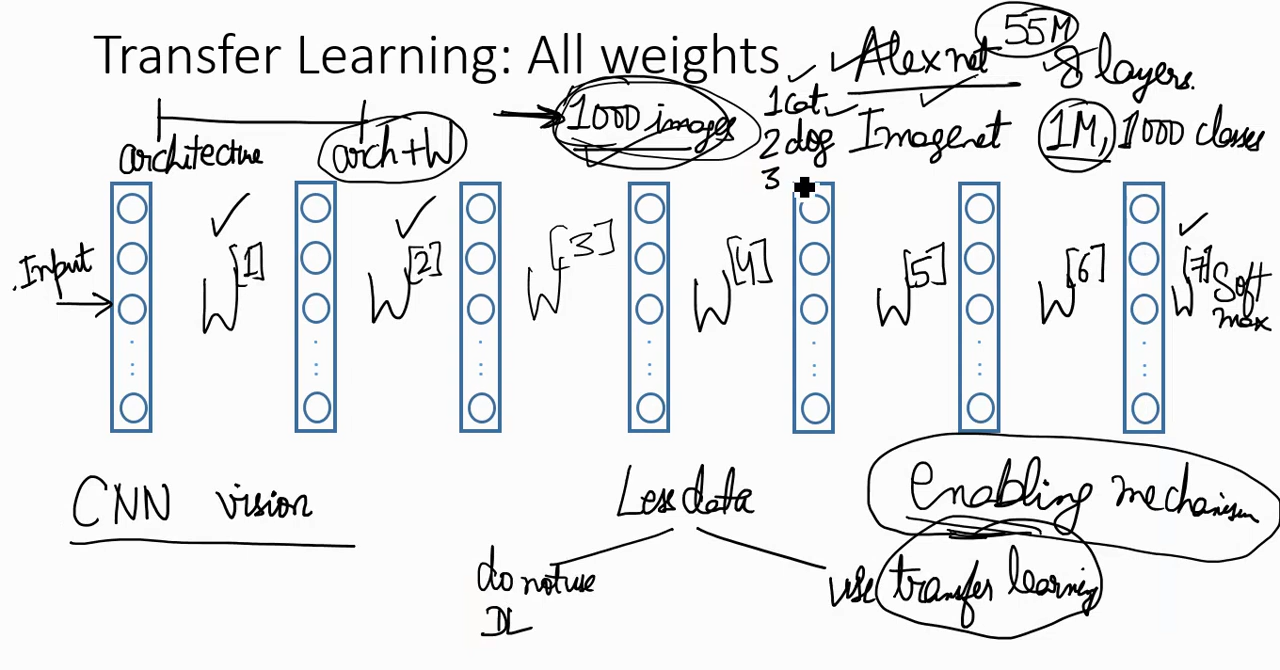 Transfer Learning: All weights
55M
Alexnet 8 layers.
1000 images
1 cat
2 dog
3
Imagenet 1M, 1000 classes
architecture
arch+W
Input
W[1]
W[2]
W[3]
W[4]
W[5]
W[6]
W[7] Soft
max
CNN vision
Less data
enabling mechanism
do not use
DL
use transfer learning